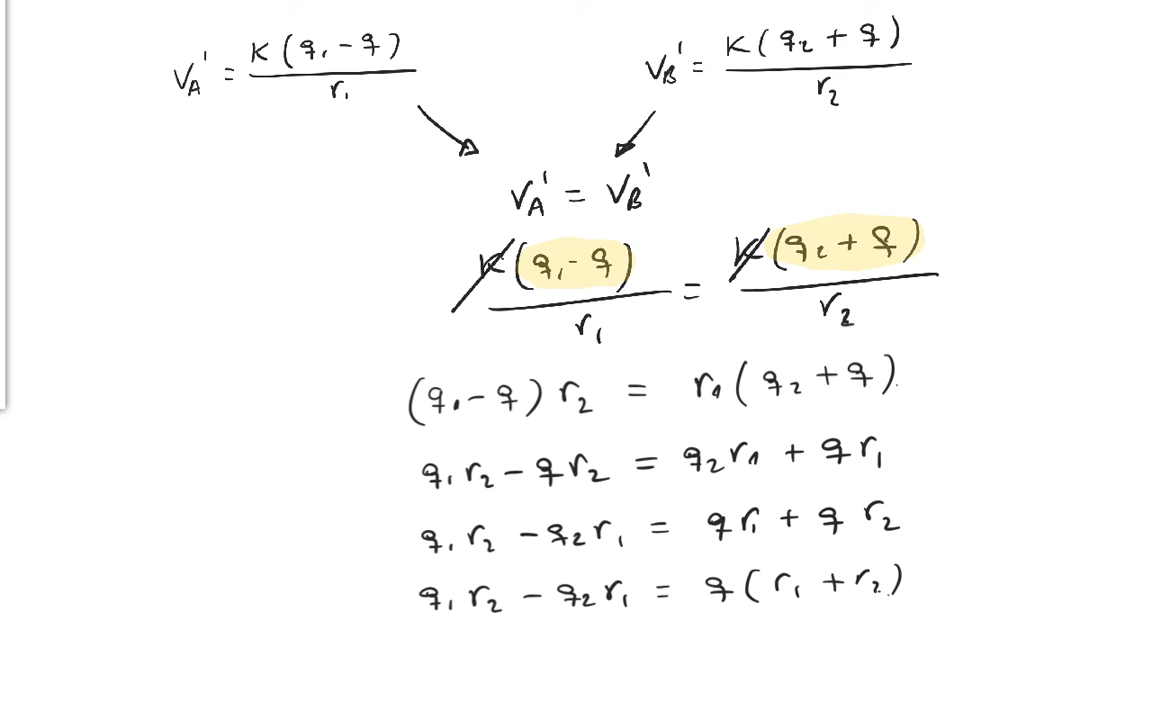 V_A' = K(q₁ - q) / r₁    V_B' = K(q₂ + q) / r₂
V_A' = V_B'
K(q₁ - q) / r₁ = K(q₂ + q) / r₂
(q₁ - q) r₂ = r₁(q₂ + q)
q₁r₂ - qr₂ = q₂r₁ + qr₁
q₁r₂ - q₂r₁ = qr₁ + qr₂
q₁r₂ - q₂r₁ = q(r₁ + r₂)